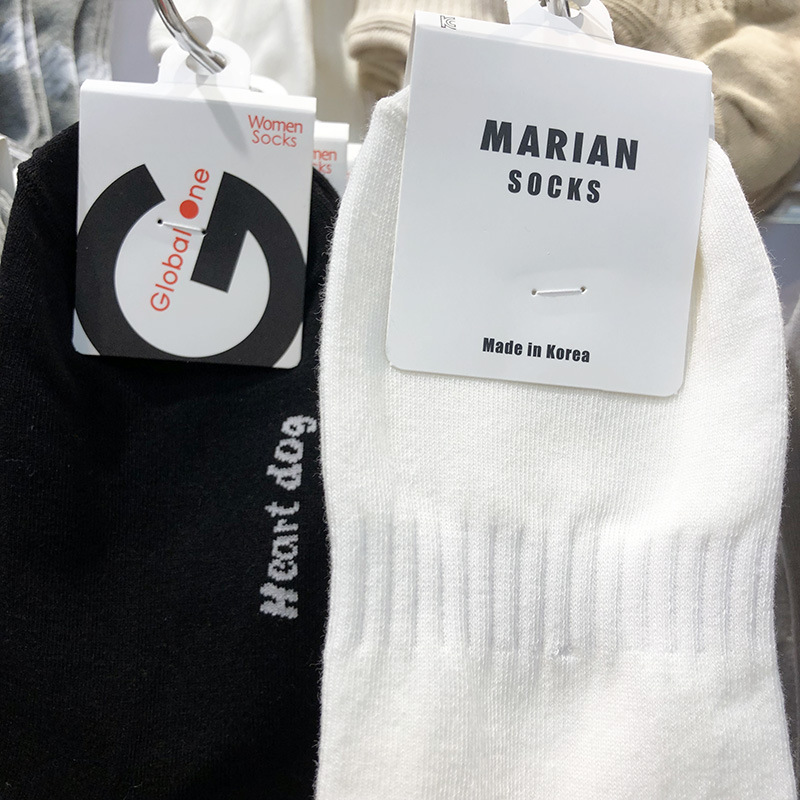 Women
Socks
Global One
Heart dog
MARIAN
SOCKS
Made in Korea